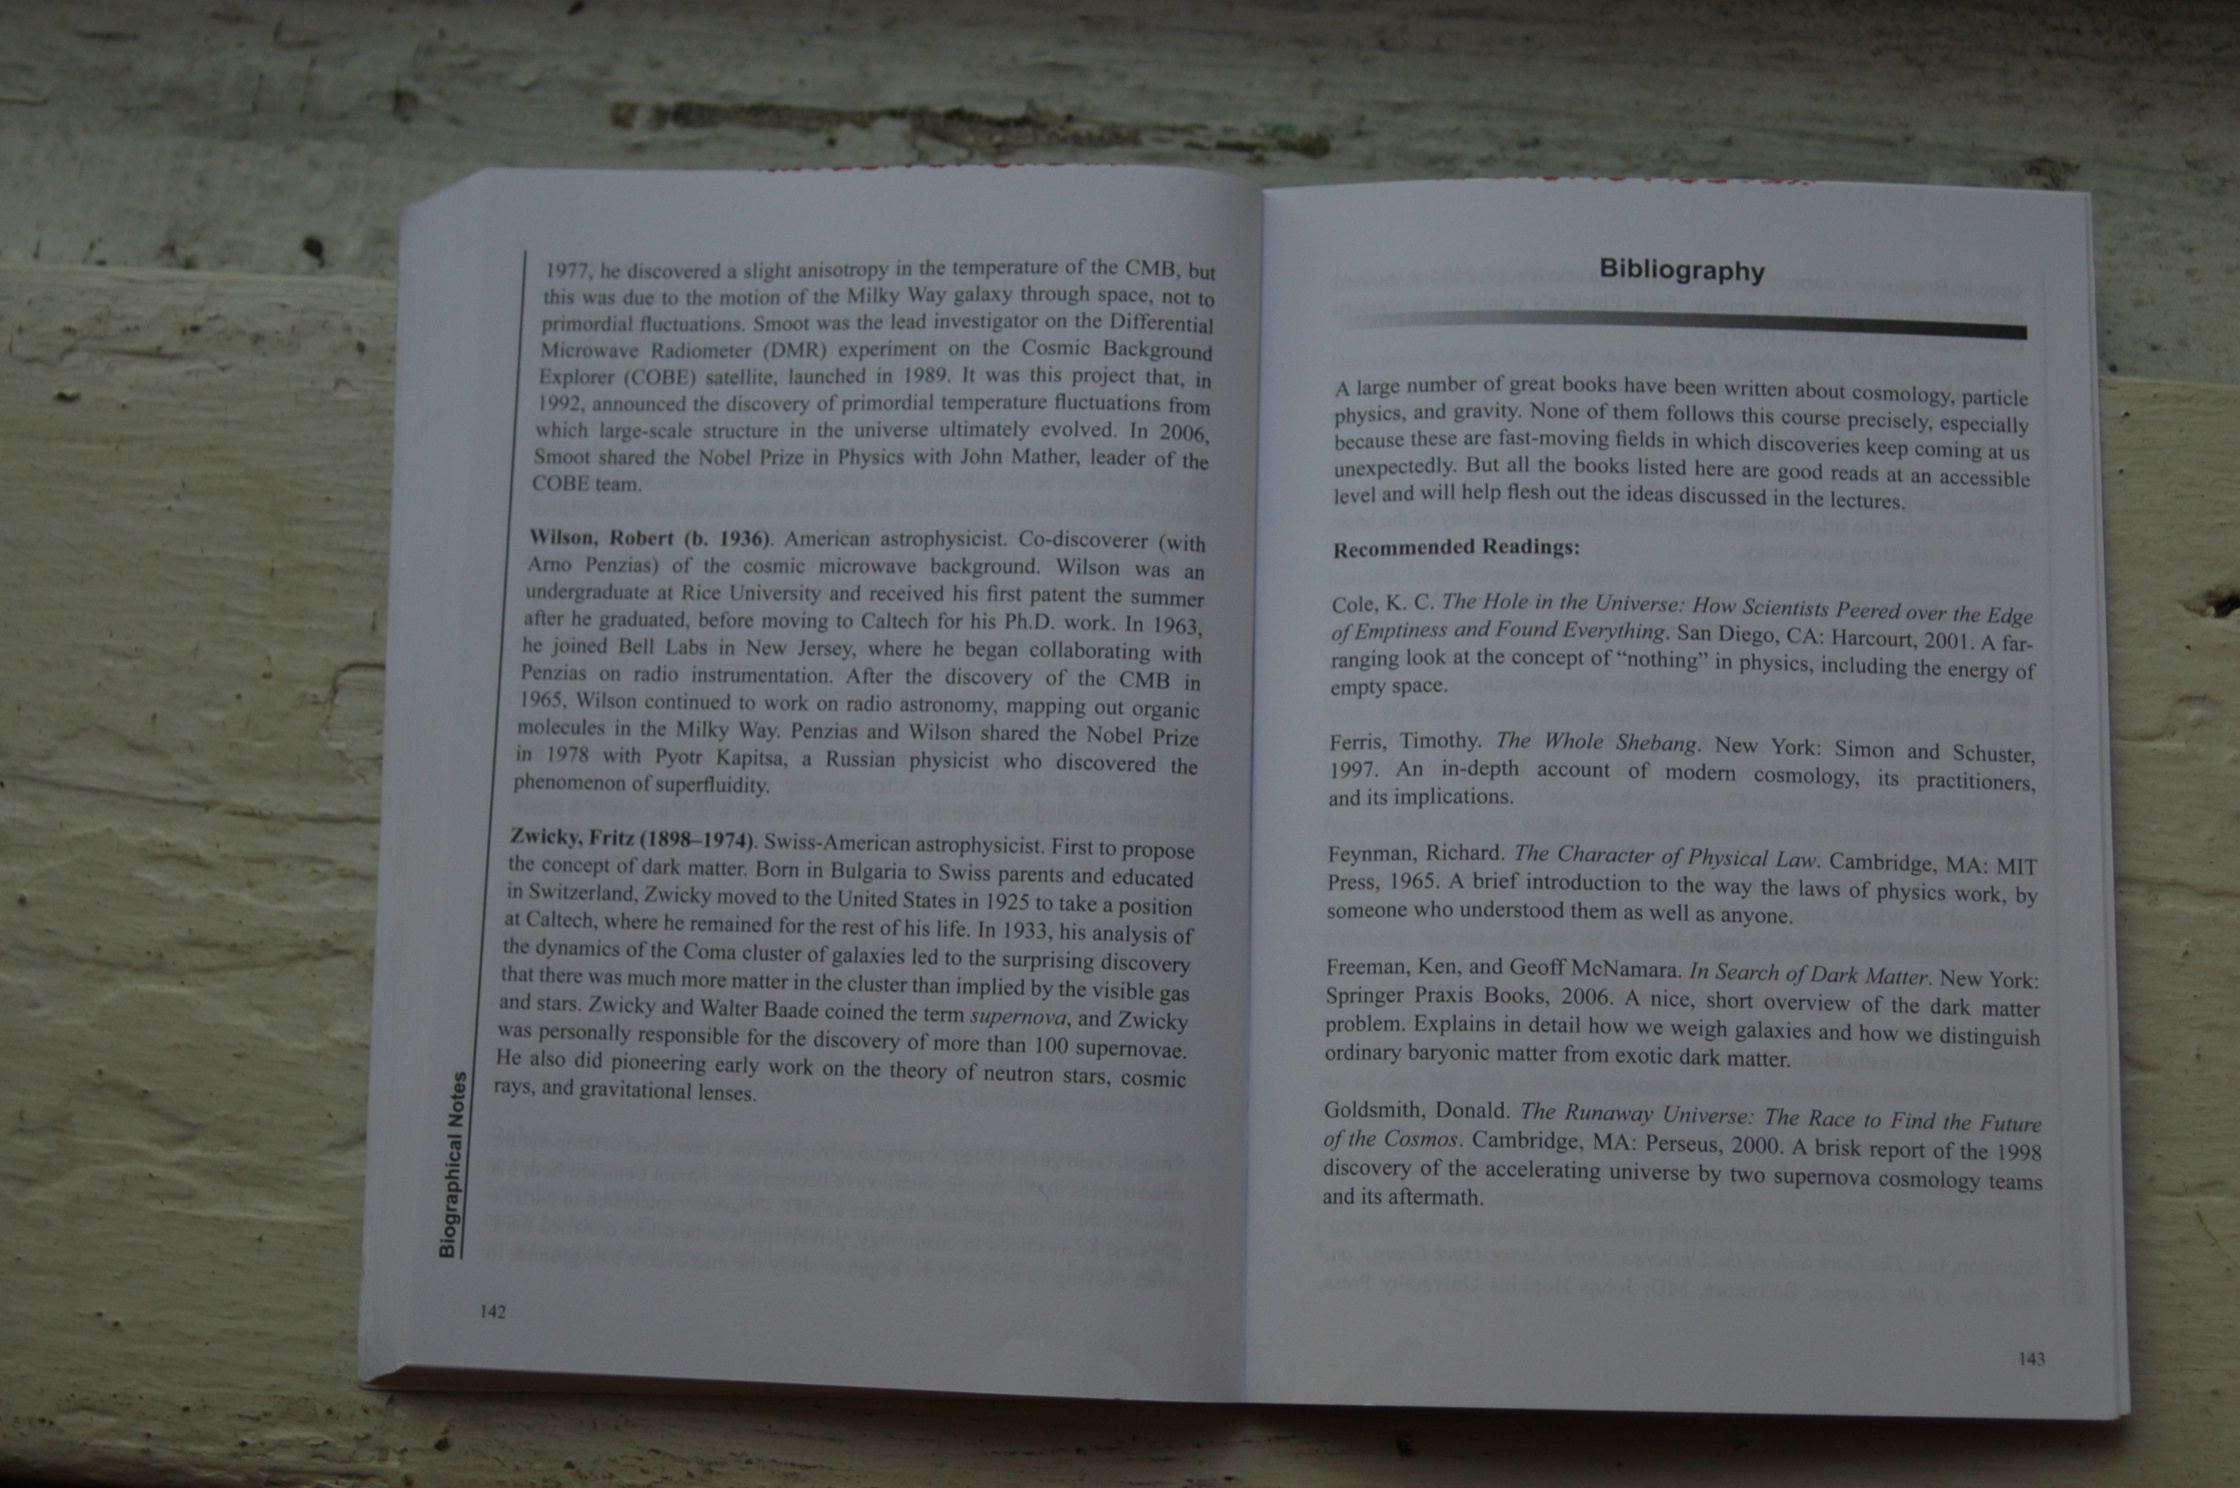 1977, he discovered a slight anisotropy in the temperature of the CMB, but
this was due to the motion of the Milky Way galaxy through space, not to
primordial fluctuations. Smoot was the lead investigator on the Differential
Microwave Radiometer (DMR) experiment on the Cosmic Background
Explorer (COBE) satellite, launched in 1989. It was this project that, in
1992, announced the discovery of primordial temperature fluctuations from
which large-scale structure in the universe ultimately evolved. In 2006,
Smoot shared the Nobel Prize in Physics with John Mather, leader of the
COBE team.
Wilson, Robert (b. 1936). American astrophysicist. Co-discoverer (with
Arno Penzias) of the cosmic microwave background. Wilson was an
undergraduate at Rice University and received his first patent the summer
after he graduated, before moving to Caltech for his Ph.D. work. In 1963,
he joined Bell Labs in New Jersey, where he began collaborating with
Penzias on radio instrumentation. After the discovery of the CMB in
1965, Wilson continued to work on radio astronomy, mapping out organic
molecules in the Milky Way. Penzias and Wilson shared the Nobel Prize
in 1978 with Pyotr Kapitsa, a Russian physicist who discovered the
phenomenon of superfluidity.
Zwicky, Fritz (1898–1974). Swiss-American astrophysicist. First to propose
the concept of dark matter. Born in Bulgaria to Swiss parents and educated
in Switzerland, Zwicky moved to the United States in 1925 to take a position
at Caltech, where he remained for the rest of his life. In 1933, his analysis of
the dynamics of the Coma cluster of galaxies led to the surprising discovery
that there was much more matter in the cluster than implied by the visible gas
and stars. Zwicky and Walter Baade coined the term supernova, and Zwicky
was personally responsible for the discovery of more than 100 supernovae.
He also did pioneering early work on the theory of neutron stars, cosmic
rays, and gravitational lenses.
Biographical Notes
142
Bibliography
A large number of great books have been written about cosmology, particle
physics, and gravity. None of them follows this course precisely, especially
because these are fast-moving fields in which discoveries keep coming at us
unexpectedly. But all the books listed here are good reads at an accessible
level and will help flesh out the ideas discussed in the lectures.
Recommended Readings:
Cole, K. C. The Hole in the Universe: How Scientists Peered over the Edge
of Emptiness and Found Everything. San Diego, CA: Harcourt, 2001. A far-
ranging look at the concept of “nothing” in physics, including the energy of
empty space.
Ferris, Timothy. The Whole Shebang. New York: Simon and Schuster,
1997. An in-depth account of modern cosmology, its practitioners,
and its implications.
Feynman, Richard. The Character of Physical Law. Cambridge, MA: MIT
Press, 1965. A brief introduction to the way the laws of physics work, by
someone who understood them as well as anyone.
Freeman, Ken, and Geoff McNamara. In Search of Dark Matter. New York:
Springer Praxis Books, 2006. A nice, short overview of the dark matter
problem. Explains in detail how we weigh galaxies and how we distinguish
ordinary baryonic matter from exotic dark matter.
Goldsmith, Donald. The Runaway Universe: The Race to Find the Future
of the Cosmos. Cambridge, MA: Perseus, 2000. A brisk report of the 1998
discovery of the accelerating universe by two supernova cosmology teams
and its aftermath.
143